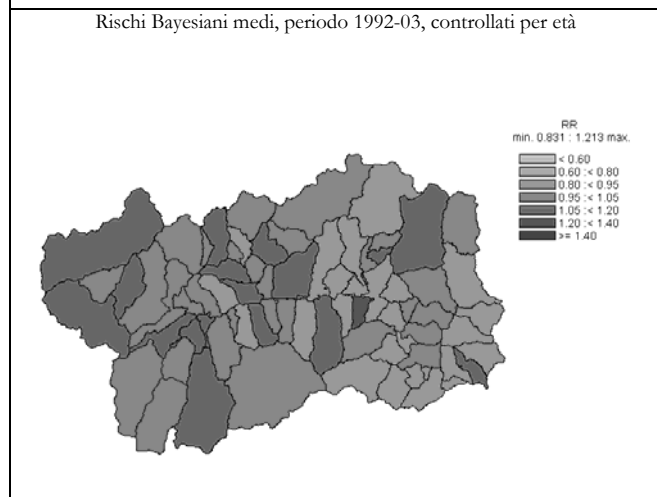 Rischi Bayesiani medi, periodo 1992-03, controllati per età
RR
min. 0.831 : 1.213 max.
< 0.60
0.60 :< 0.80
0.80 :< 0.95
0.95 :< 1.05
1.05 :< 1.20
1.20 :< 1.40
>= 1.40